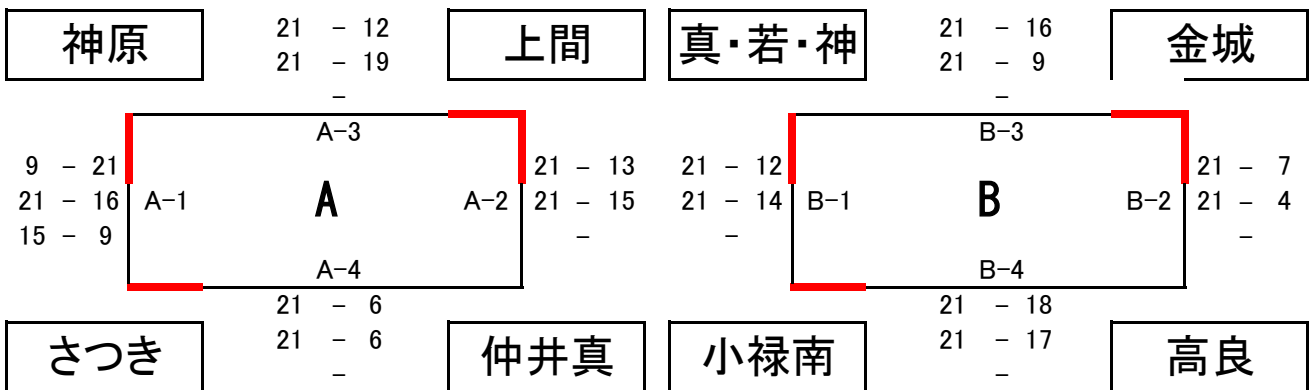 神原
21 - 12
21 - 19
-
上間
真・若・神
21 - 16
21 - 9
-
金城
A-3
B-3
9 - 21
21 - 16
15 - 9
A-1
A
A-2
21 - 13
21 - 15
-
21 - 12
21 - 14
-
B-1
B
B-2
21 - 7
21 - 4
-
A-4
B-4
さつき
21 - 6
21 - 6
-
仲井真
小禄南
21 - 18
21 - 17
-
高良